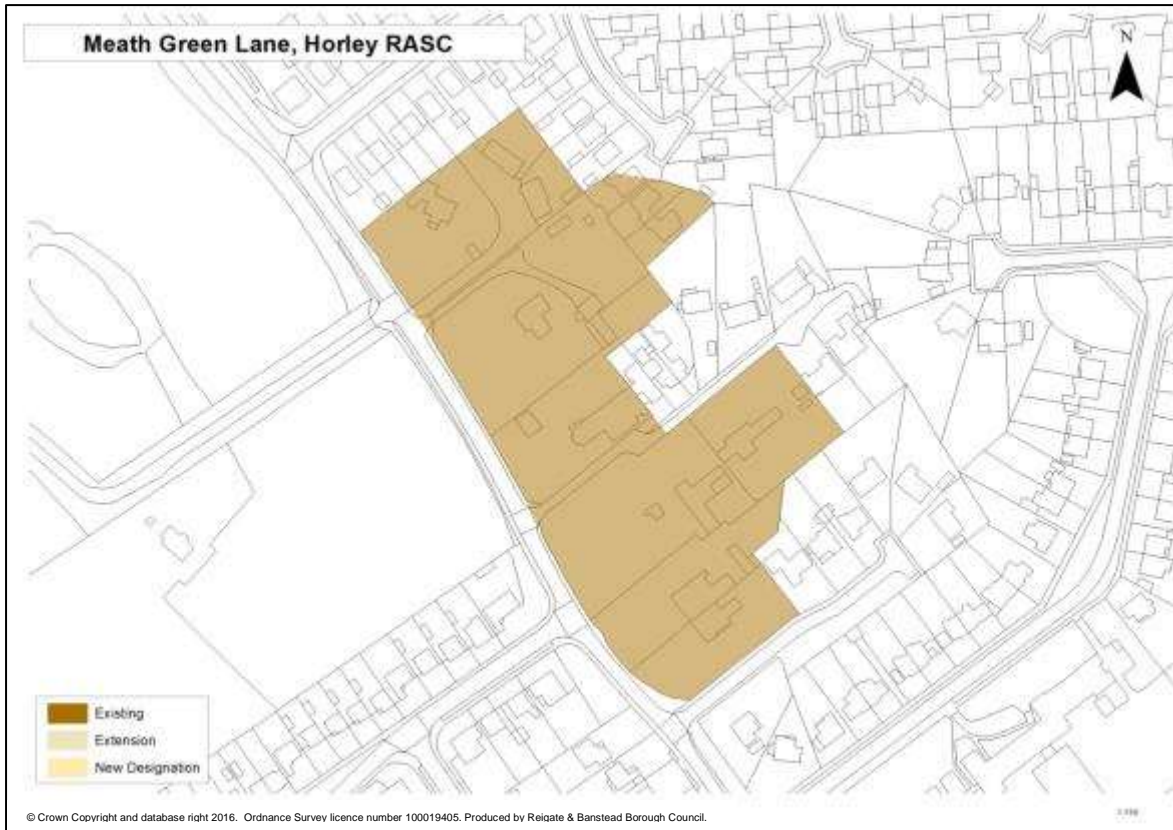 Meath Green Lane, Horley RASC
N
Existing
Extension
New Designation
© Crown Copyright and database right 2016. Ordnance Survey licence number 100019405. Produced by Reigate & Banstead Borough Council.